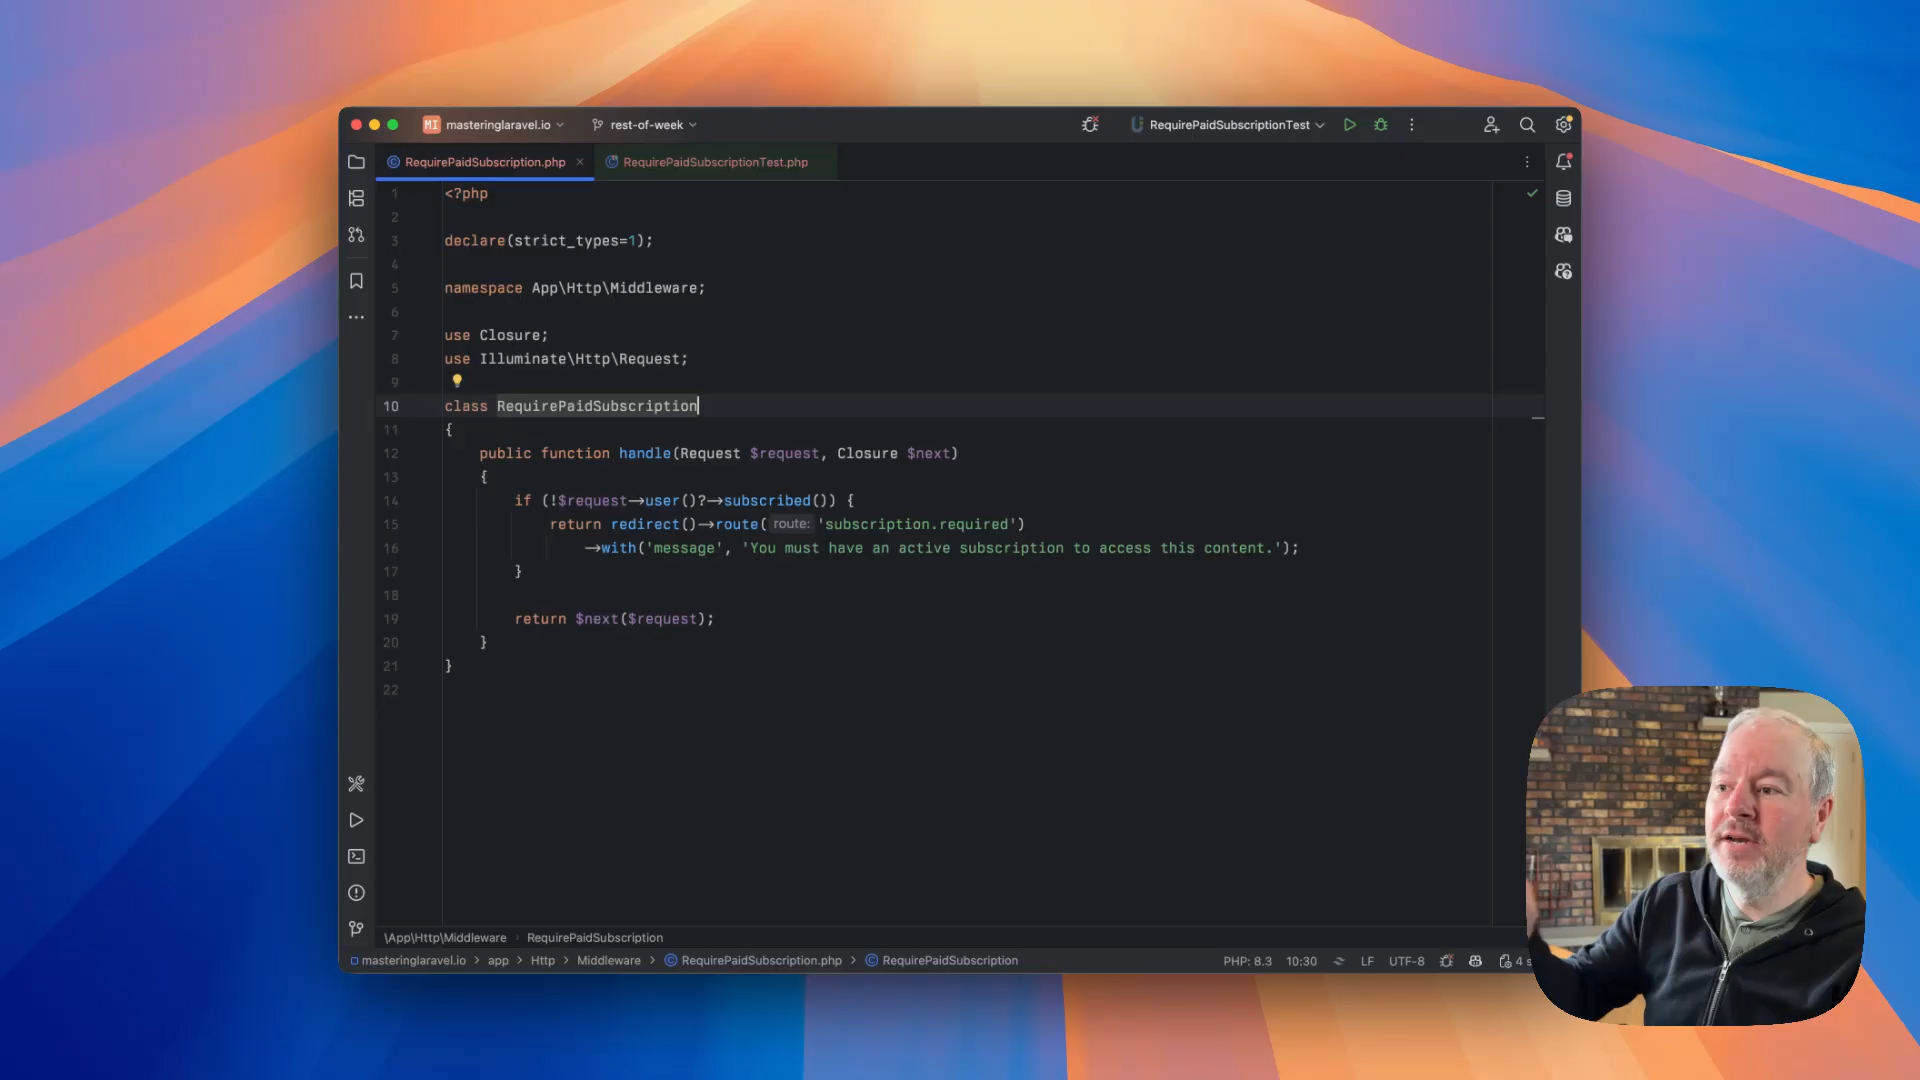 MI masteringlaravel.io
rest-of-week
RequirePaidSubscriptionTest
RequirePaidSubscription.php
RequirePaidSubscriptionTest.php
1 <?php
2
3 declare(strict_types=1);
4
5 namespace App\Http\Middleware;
6
7 use Closure;
8 use Illuminate\Http\Request;
9
10 class RequirePaidSubscription
11 {
12 public function handle(Request $request, Closure $next)
13 {
14 if (!$request->user()?->subscribed()) {
15 return redirect()->route( route: 'subscription.required')
16 ->with('message', 'You must have an active subscription to access this content.');
17 }
18
19 return $next($request);
20 }
21 }
22
\App\Http\Middleware › RequirePaidSubscription
masteringlaravel.io > app > Http > Middleware > RequirePaidSubscription.php > RequirePaidSubscription
PHP: 8.3 10:30 LF UTF-8 4